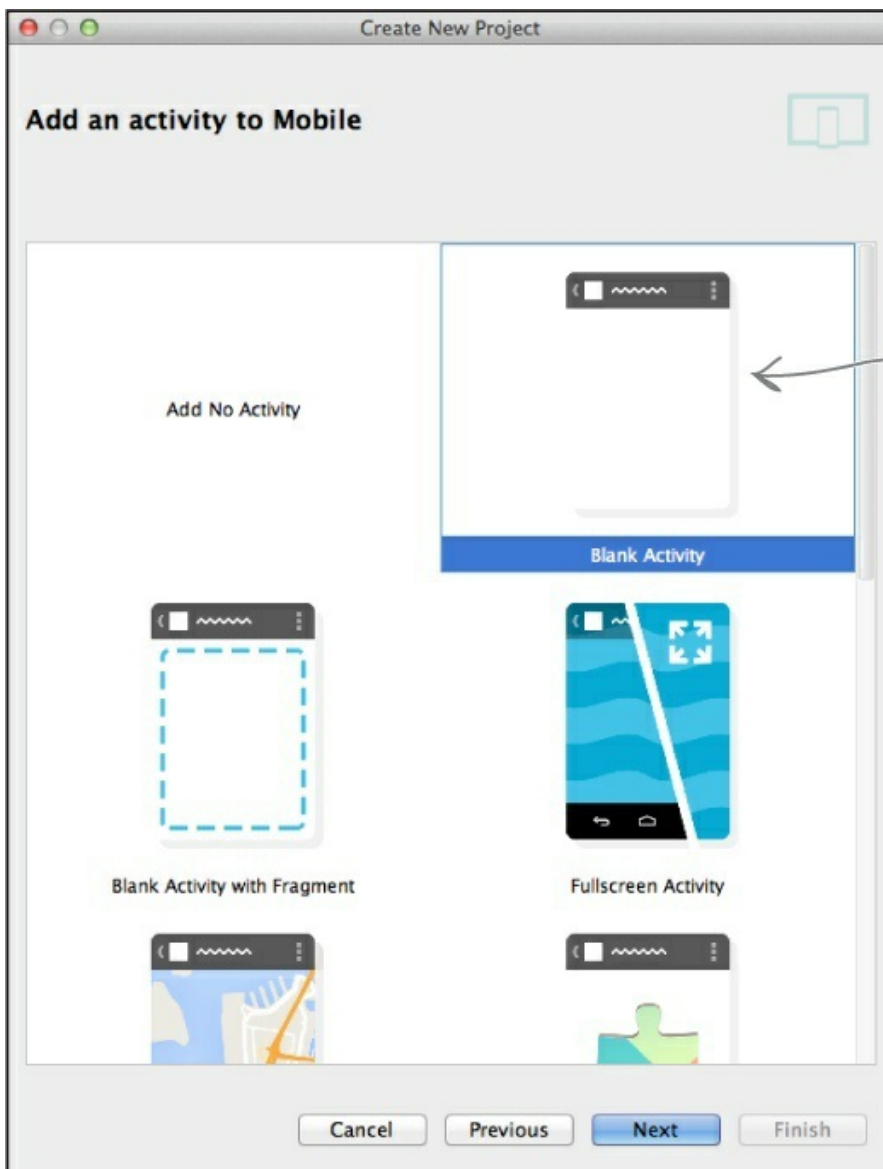 Create New Project
Add an activity to Mobile
Add No Activity
Blank Activity
Blank Activity with Fragment
Fullscreen Activity
Cancel
Previous
Next
Finish